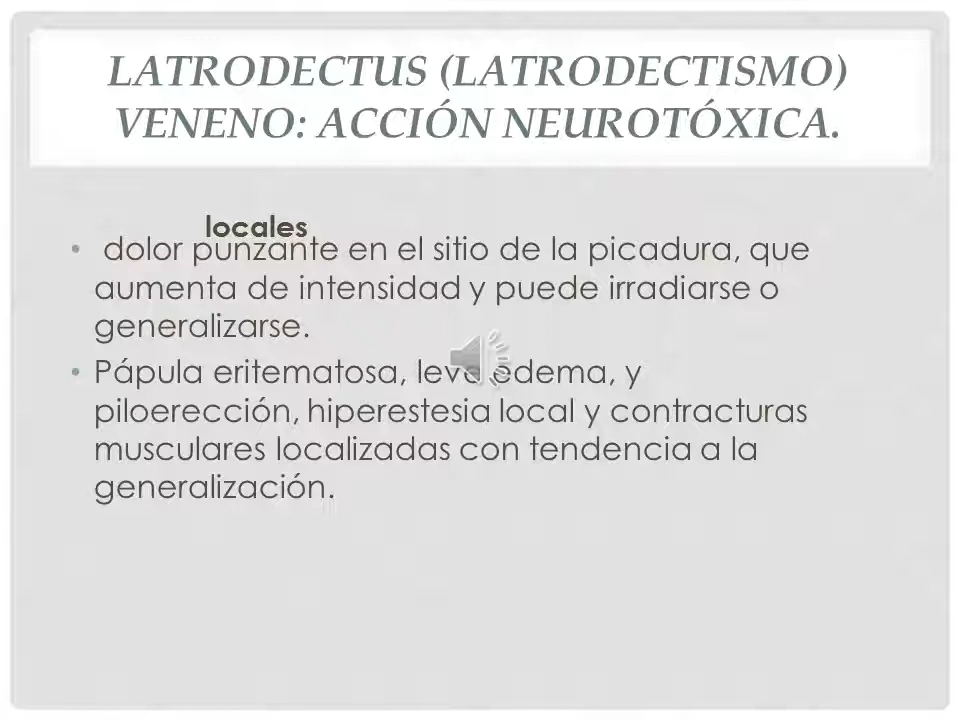 LATRODECTUS (LATRODECTISMO)
VENENO: ACCIÓN NEUROTÓXICA.
locales
• dolor punzante en el sitio de la picadura, que
aumenta de intensidad y puede irradiarse o
generalizarse.
• Pápula eritematosa, leve edema, y
piloerección, hiperestesia local y contracturas
musculares localizadas con tendencia a la
generalización.